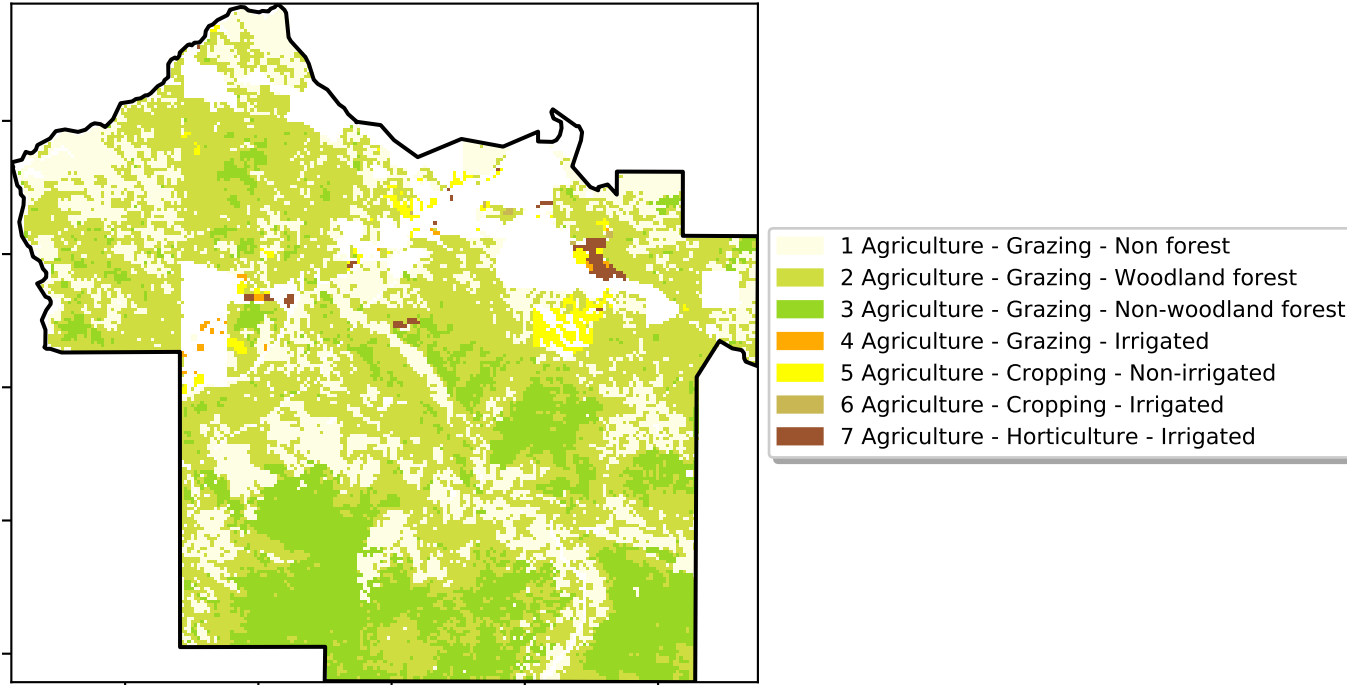 1 Agriculture - Grazing - Non forest
2 Agriculture - Grazing - Woodland forest
3 Agriculture - Grazing - Non-woodland forest
4 Agriculture - Grazing - Irrigated
5 Agriculture - Cropping - Non-irrigated
6 Agriculture - Cropping - Irrigated
7 Agriculture - Horticulture - Irrigated